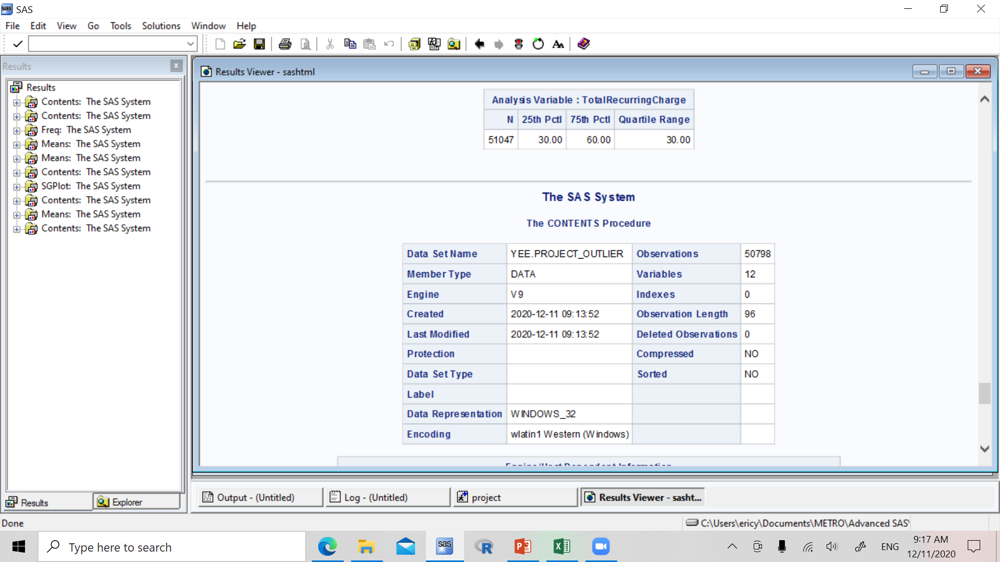 SAS
File Edit View Go Tools Solutions Window Help
Results
Results
Contents: The SAS System
Contents: The SAS System
Freq: The SAS System
Means: The SAS System
Means: The SAS System
Contents: The SAS System
SGPlot: The SAS System
Contents: The SAS System
Means: The SAS System
Contents: The SAS System
Results Explorer
Results Viewer - sashtml
Analysis Variable : TotalRecurringCharge
N 25th Pctl 75th Pctl Quartile Range
51047 30.00 60.00 30.00
The SAS System
The CONTENTS Procedure
Data Set Name YEE.PROJECT_OUTLIER Observations 50798
Member Type DATA Variables 12
Engine V9 Indexes 0
Created 2020-12-11 09:13:52 Observation Length 96
Last Modified 2020-12-11 09:13:52 Deleted Observations 0
Protection Compressed NO
Data Set Type Sorted NO
Label
Data Representation WINDOWS_32
Encoding wlatin1 Western (Windows)
Output - (Untitled) Log - (Untitled) project Results Viewer - sasht...
Done C:\Users\ericy\Documents\METRO\Advanced SAS\
Type here to search
sas
ENG
9:17 AM
12/11/2020